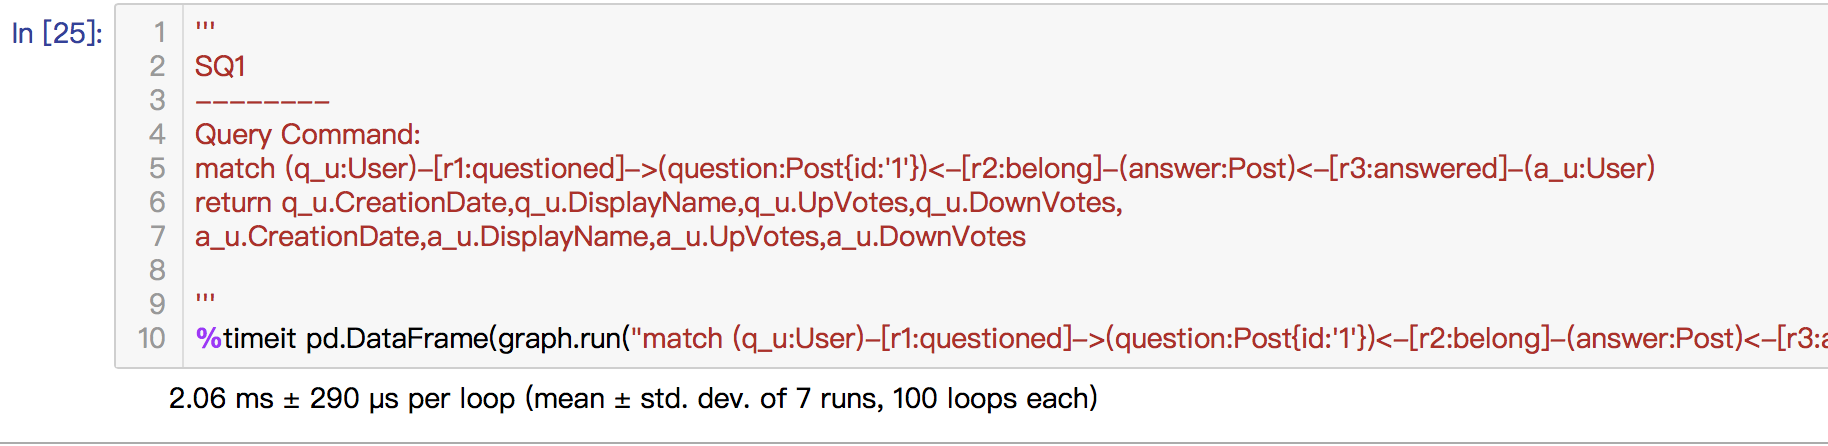 In [25]:
1 '''
2 SQ1
3 --------
4 Query Command:
5 match (q_u:User)-[r1:questioned]->(question:Post{id:'1'})<-[r2:belong]-(answer:Post)<-[r3:answered]-(a_u:User)
6 return q_u.CreationDate,q_u.DisplayName,q_u.UpVotes,q_u.DownVotes,
7 a_u.CreationDate,a_u.DisplayName,a_u.UpVotes,a_u.DownVotes
8
9 '''
10 %timeit pd.DataFrame(graph.run("match (q_u:User)-[r1:questioned]->(question:Post{id:'1'})<-[r2:belong]-(answer:Post)<-[r3:a
2.06 ms ± 290 µs per loop (mean ± std. dev. of 7 runs, 100 loops each)